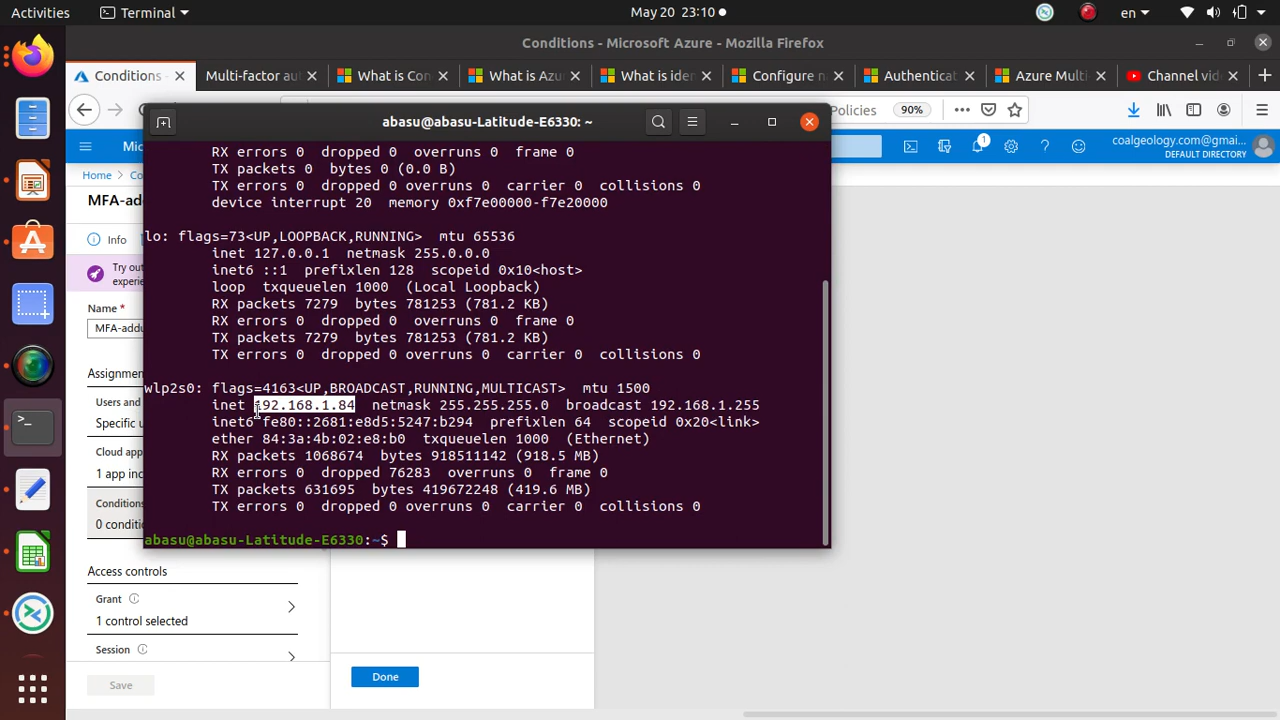 Activities
Terminal
May 20 23:10
en
Conditions - Microsoft Azure - Mozilla Firefox
Conditions -
Multi-factor au
What is Con
What is Azu
What is iden
Configure n
Authenticat
Azure Multi
Channel vid
Policies
90%
abasu@abasu-Latitude-E6330: ~
coalgeology.com@gmai...
DEFAULT DIRECTORY
1
Home
MFA-
Info
Try out
experie
Name *
MFA-addu
Assignmen
Users and
Specific u
Cloud app
1 app inc
Conditions
0 conditi
Access controls
Grant
1 control selected
Session
Save
Done
RX errors 0 dropped 0 overruns 0 frame 0
TX packets 0 bytes 0 (0.0 B)
TX errors 0 dropped 0 overruns 0 carrier 0 collisions 0
device interrupt 20 memory 0xf7e00000-f7e20000
lo: flags=73<UP,LOOPBACK,RUNNING> mtu 65536
inet 127.0.0.1 netmask 255.0.0.0
inet6 ::1 prefixlen 128 scopeid 0x10<host>
loop txqueuelen 1000 (Local Loopback)
RX packets 7279 bytes 781253 (781.2 KB)
RX errors 0 dropped 0 overruns 0 frame 0
TX packets 7279 bytes 781253 (781.2 KB)
TX errors 0 dropped 0 overruns 0 carrier 0 collisions 0
wlp2s0: flags=4163<UP,BROADCAST,RUNNING,MULTICAST> mtu 1500
inet 192.168.1.84 netmask 255.255.255.0 broadcast 192.168.1.255
inet6 fe80::2681:e8d5:5247:b294 prefixlen 64 scopeid 0x20<link>
ether 84:3a:4b:02:e8:b0 txqueuelen 1000 (Ethernet)
RX packets 1068674 bytes 918511142 (918.5 MB)
RX errors 0 dropped 76283 overruns 0 frame 0
TX packets 631695 bytes 419672248 (419.6 MB)
TX errors 0 dropped 0 overruns 0 carrier 0 collisions 0
abasu@abasu-Latitude-E6330:~$